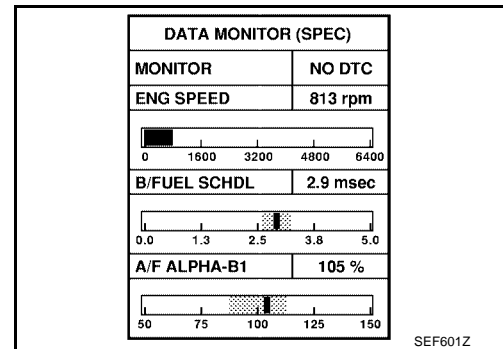 DATA MONITOR (SPEC)
MONITOR NO DTC
ENG SPEED 813 rpm
0 1600 3200 4800 6400
B/FUEL SCHDL 2.9 msec
0.0 1.3 2.5 3.8 5.0
A/F ALPHA-B1 105 %
50 75 100 125 150
SEF601Z